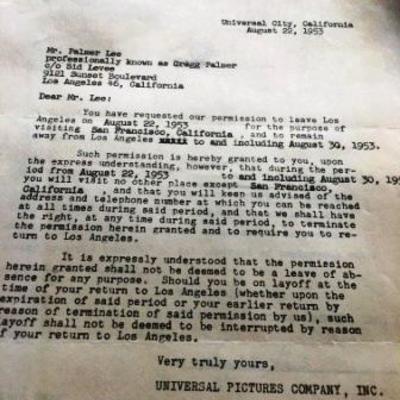 Universal City, California
August 22, 1953
Mr. Palmer Lee
professionally known as Gregg Palmer
c/o Sid Levee
9121 Sunset Boulevard
Los Angeles 46, California
Dear Mr. Lee:
You have requested our permission to leave Los
Angeles on August 22, 1953 for the purpose of
visiting San Francisco, California, and to remain
away from Los Angeles to and including August 30, 1953.
Such permission is hereby granted to you, upon
the express understanding, however, that during the per-
iod from August 22, 1953 to and including August 30, 195
you will visit no other place except San Francisco,
California, and that you will keep us advised of the
address and telephone number at which you can be reached
at all times during said period, and that we shall have
the right, at any time during said period, to terminate
the permission herein granted and to require you to re-
turn to Los Angeles.
It is expressly understood that the permission
herein granted shall not be deemed to be a leave of ab-
sence for any purpose. Should you be on layoff at the
time of your return to Los Angeles (whether upon the
expiration of said period or your earlier return by
reason of termination of said permission by us), such
layoff shall not be deemed to be interrupted by reason
of your return to Los Angeles.
Very truly yours,
UNIVERSAL PICTURES COMPANY, INC.